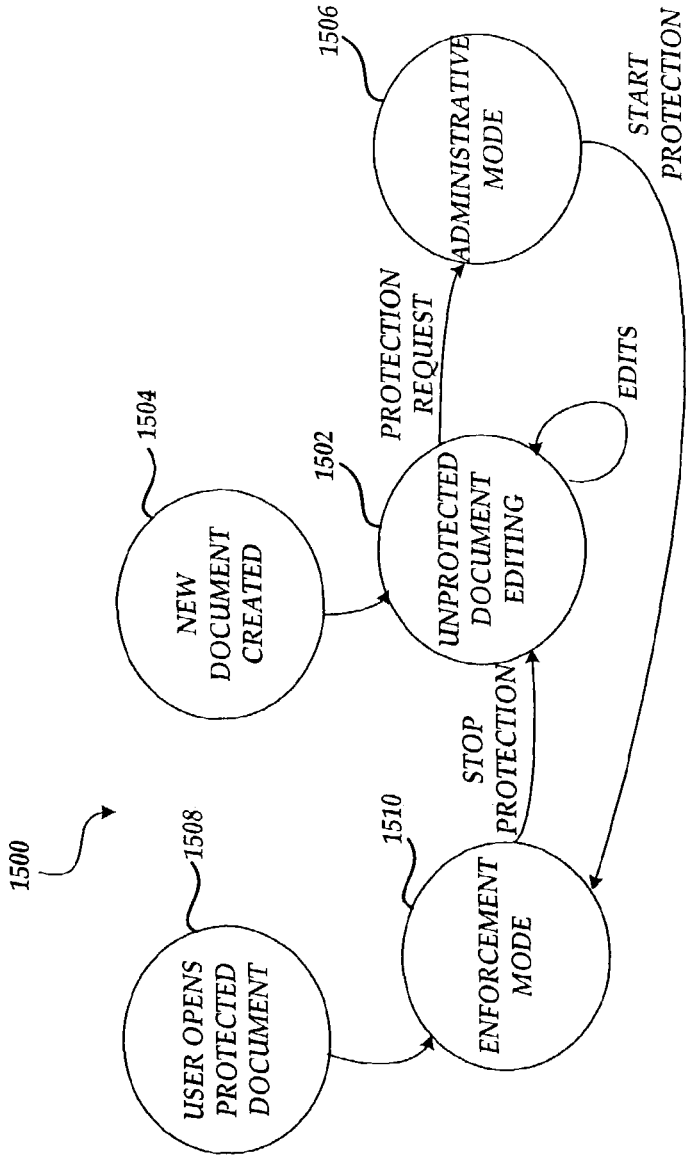 1500
1508
USER OPENS
PROTECTED
DOCUMENT
1504
NEW
DOCUMENT
CREATED
1510
ENFORCEMENT
MODE
STOP
PROTECTION
1502
UNPROTECTED
DOCUMENT
EDITING
EDITS
PROTECTION
REQUEST
1506
ADMINISTRATIVE
MODE
START
PROTECTION